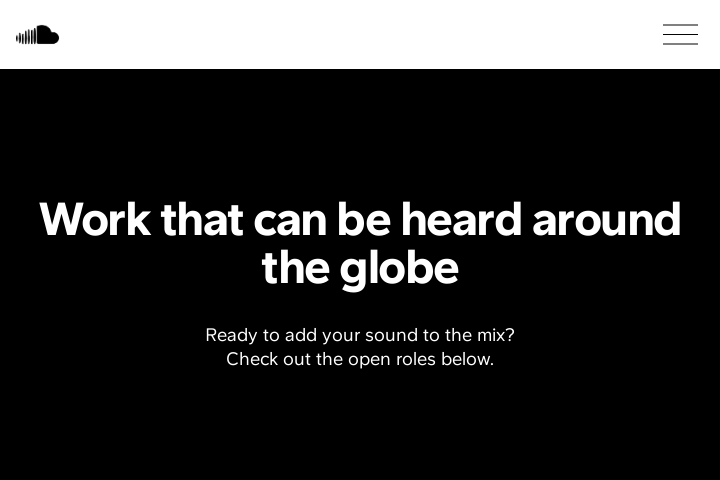 Work that can be heard around
the globe
Ready to add your sound to the mix?
Check out the open roles below.